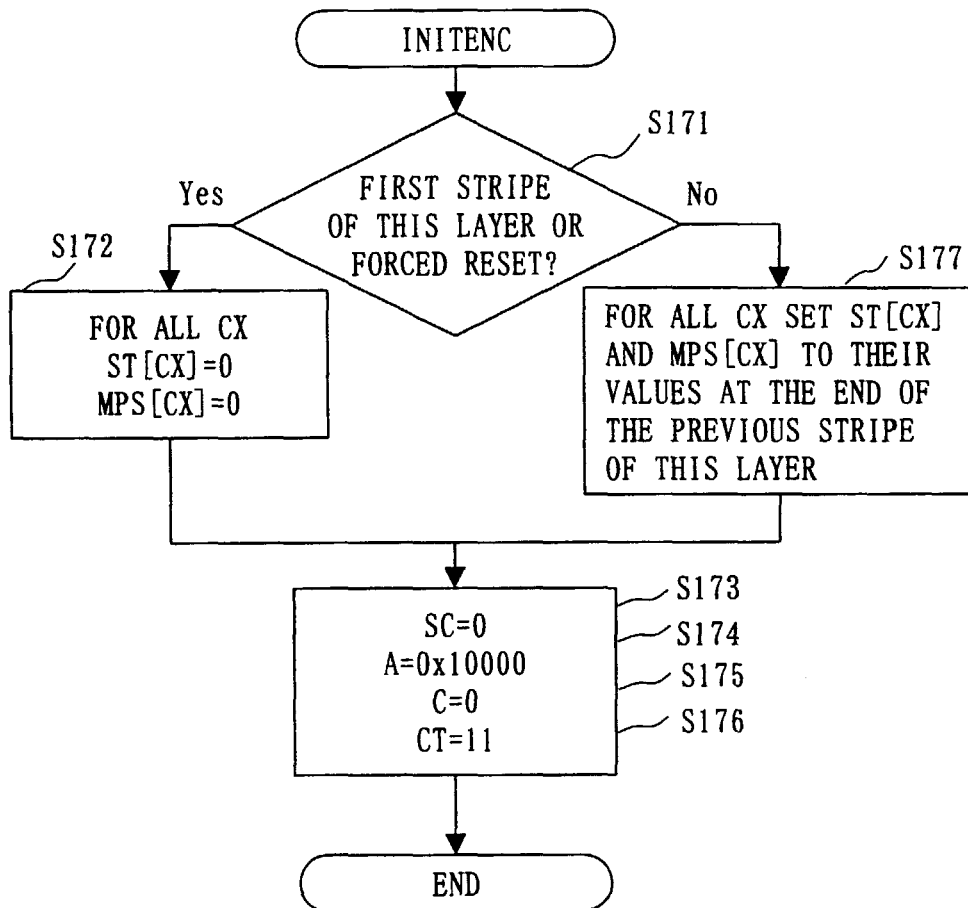 INITENC
S171
FIRST STRIPE
OF THIS LAYER OR
FORCED RESET?
Yes
No
S172
FOR ALL CX
ST[CX]=0
MPS[CX]=0
S177
FOR ALL CX SET ST[CX]
AND MPS[CX] TO THEIR
VALUES AT THE END OF
THE PREVIOUS STRIPE
OF THIS LAYER
SC=0
A=0x10000
C=0
CT=11
S173
S174
S175
S176
END